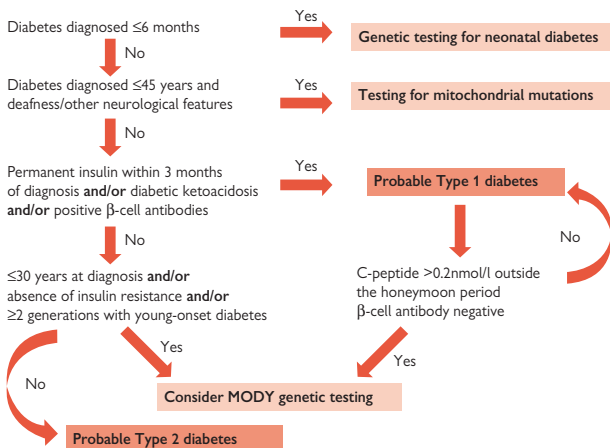 Diabetes diagnosed ≤6 months
Yes
Genetic testing for neonatal diabetes
No
Diabetes diagnosed ≤45 years and
deafness/other neurological features
Yes
Testing for mitochondrial mutations
No
Permanent insulin within 3 months
of diagnosis and/or diabetic ketoacidosis
and/or positive β-cell antibodies
Yes
Probable Type 1 diabetes
No
No
≤30 years at diagnosis and/or
absence of insulin resistance and/or
≥2 generations with young-onset diabetes
C-peptide >0.2nmol/l outside
the honeymoon period
β-cell antibody negative
Yes
Yes
No
Consider MODY genetic testing
Probable Type 2 diabetes